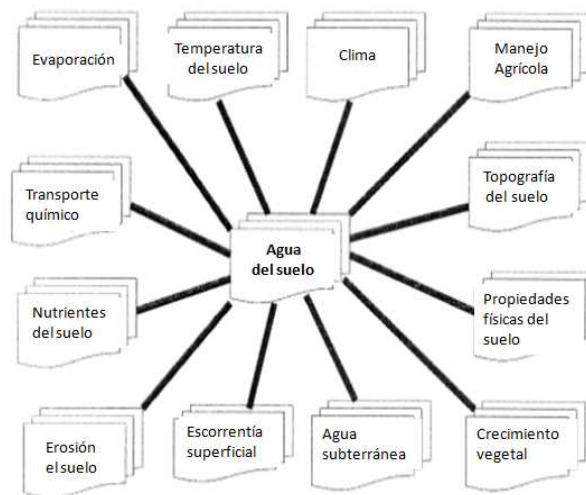 Evaporación
Temperatura
del suelo
Clima
Manejo
Agrícola
Transporte
químico
Topografía
del suelo
Agua
del suelo
Nutrientes
del suelo
Propiedades
físicas del
suelo
Erosión
el suelo
Escorrentía
superficial
Agua
subterránea
Crecimiento
vegetal